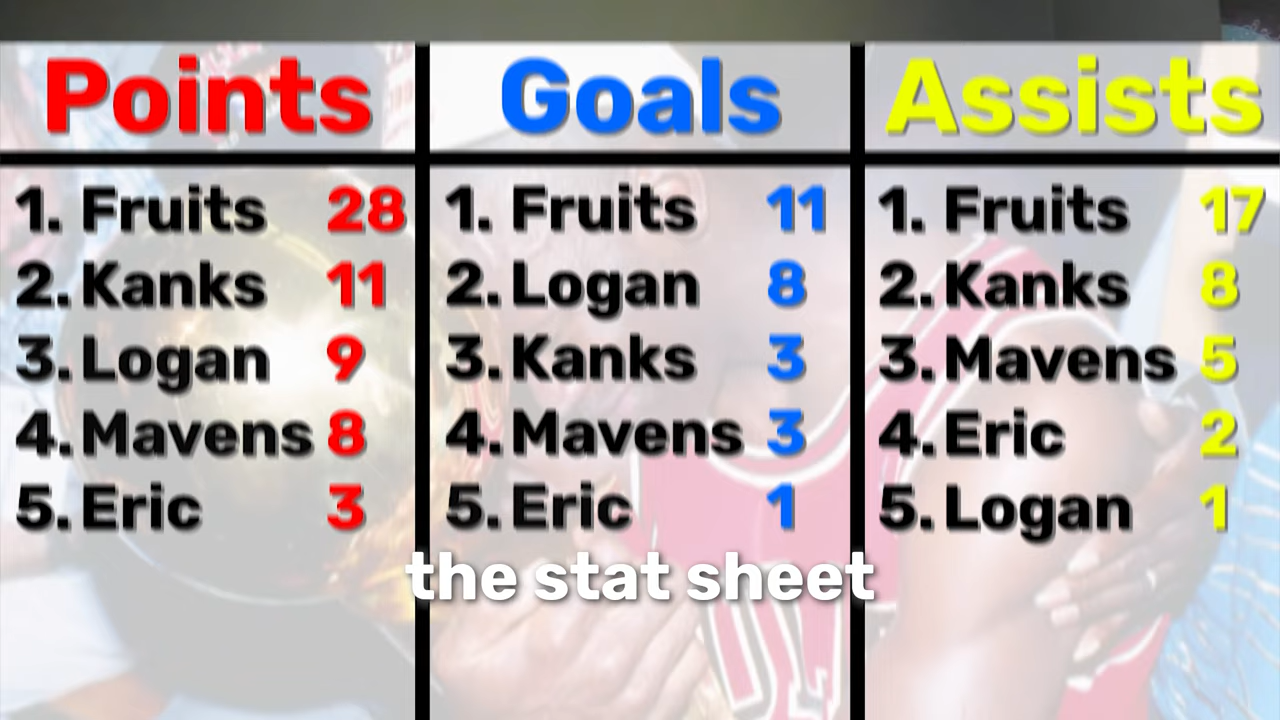 Points
1. Fruits 28
2. Kanks 11
3. Logan 9
4. Mavens 8
5. Eric 3
Goals
1. Fruits 11
2. Logan 8
3. Kanks 3
4. Mavens 3
5. Eric 1
Assists
1. Fruits 17
2. Kanks 8
3. Mavens 5
4. Eric 2
5. Logan 1
the stat sheet